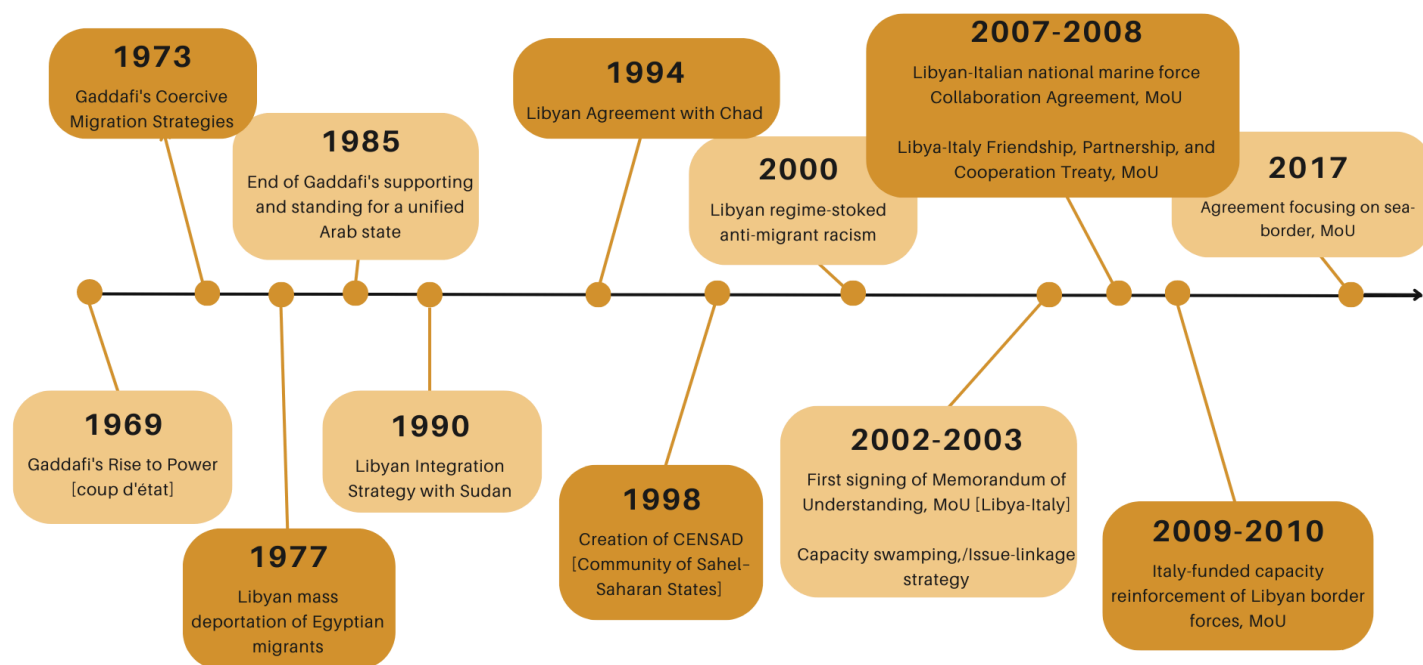 1973
Gaddafi's Coercive
Migration Strategies
1985
End of Gaddafi's supporting
and standing for a unified
Arab state
1994
Libyan Agreement with Chad
2000
Libyan regime-stoked
anti-migrant racism
2007-2008
Libyan-Italian national marine force
Collaboration Agreement, MoU
Libya-Italy Friendship, Partnership, and
Cooperation Treaty, MoU
2017
Agreement focusing on sea-
border, MoU
1969
Gaddafi's Rise to Power
[coup d'état]
1977
Libyan mass
deportation of Egyptian
migrants
1990
Libyan Integration
Strategy with Sudan
1998
Creation of CENSAD
[Community of Sahel–
Saharan States]
2002-2003
First signing of Memorandum of
Understanding, MoU [Libya-Italy]
Capacity swamping,/Issue-linkage
strategy
2009-2010
Italy-funded capacity
reinforcement of Libyan border
forces, MoU